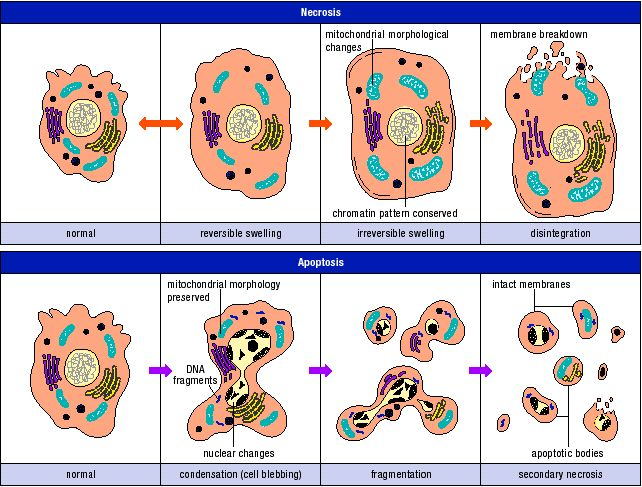 Necrosis
mitochondrial morphological
changes
membrane breakdown
chromatin pattern conserved
normal
reversible swelling
irreversible swelling
disintegration
Apoptosis
mitochondrial morphology
preserved
intact membranes
DNA
fragments
nuclear changes
apoptotic bodies
normal
condensation (cell blebbing)
fragmentation
secondary necrosis